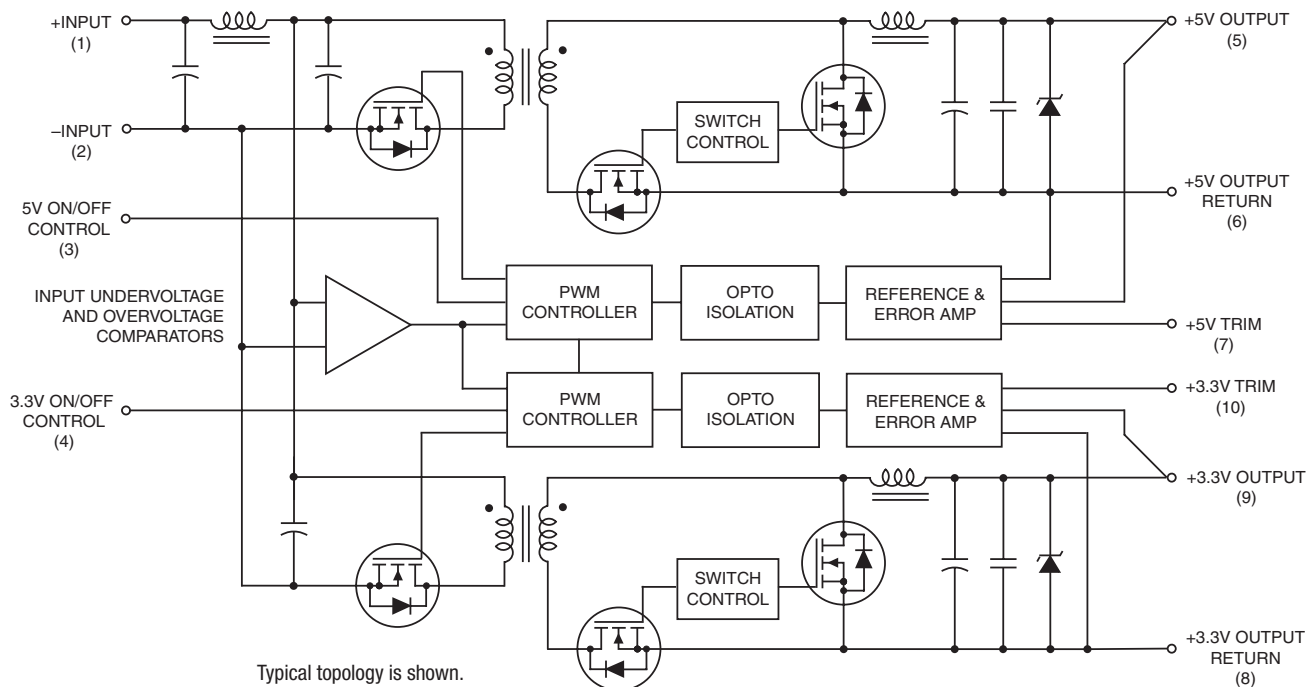 +INPUT
(1)
–INPUT
(2)
5V ON/OFF
CONTROL
(3)
INPUT UNDERVOLTAGE
AND OVERVOLTAGE
COMPARATORS
3.3V ON/OFF
CONTROL
(4)
SWITCH
CONTROL
PWM
CONTROLLER
OPTO
ISOLATION
REFERENCE &
ERROR AMP
PWM
CONTROLLER
OPTO
ISOLATION
REFERENCE &
ERROR AMP
SWITCH
CONTROL
+5V OUTPUT
(5)
+5V OUTPUT
RETURN
(6)
+5V TRIM
(7)
+3.3V TRIM
(10)
+3.3V OUTPUT
(9)
+3.3V OUTPUT
RETURN
(8)
Typical topology is shown.